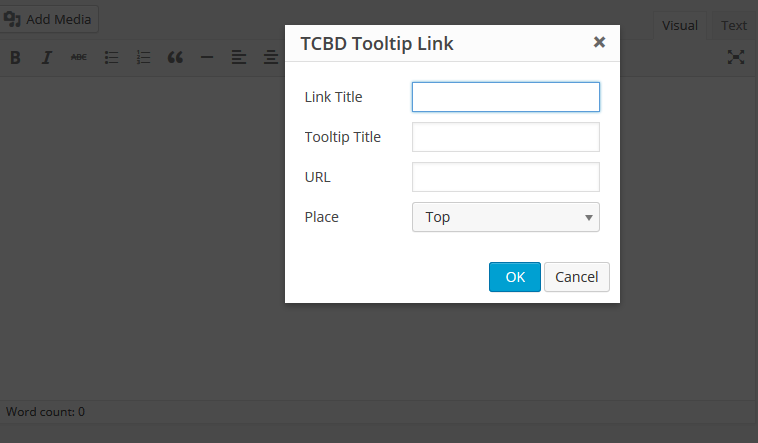 Add Media
Visual
Text
B I ABC
TCBD Tooltip Link
Link Title
Tooltip Title
URL
Place
Top
OK
Cancel
Word count: 0